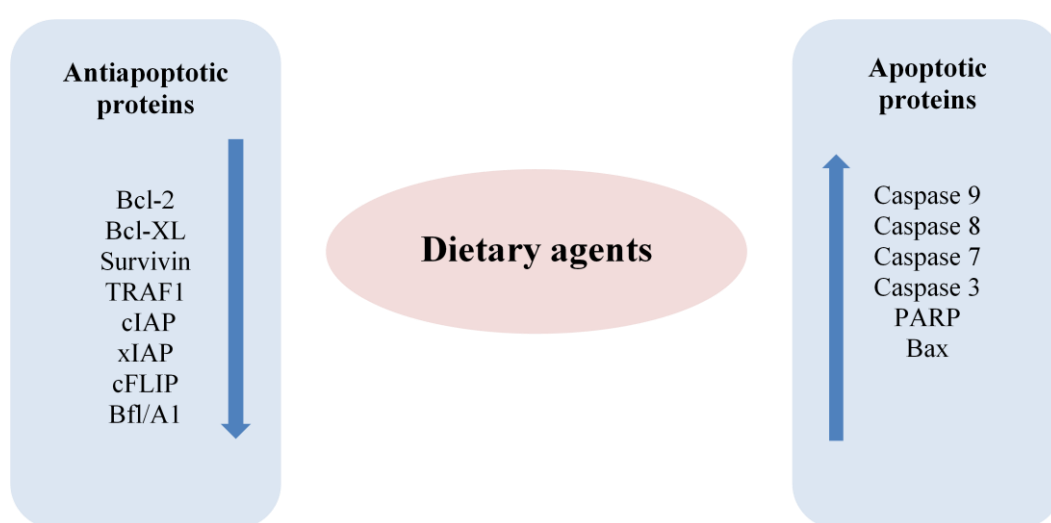 Antiapoptotic
proteins
Bcl-2
Bcl-XL
Survivin
TRAF1
cIAP
xIAP
cFLIP
Bfl/A1
Dietary agents
Apoptotic
proteins
Caspase 9
Caspase 8
Caspase 7
Caspase 3
PARP
Bax